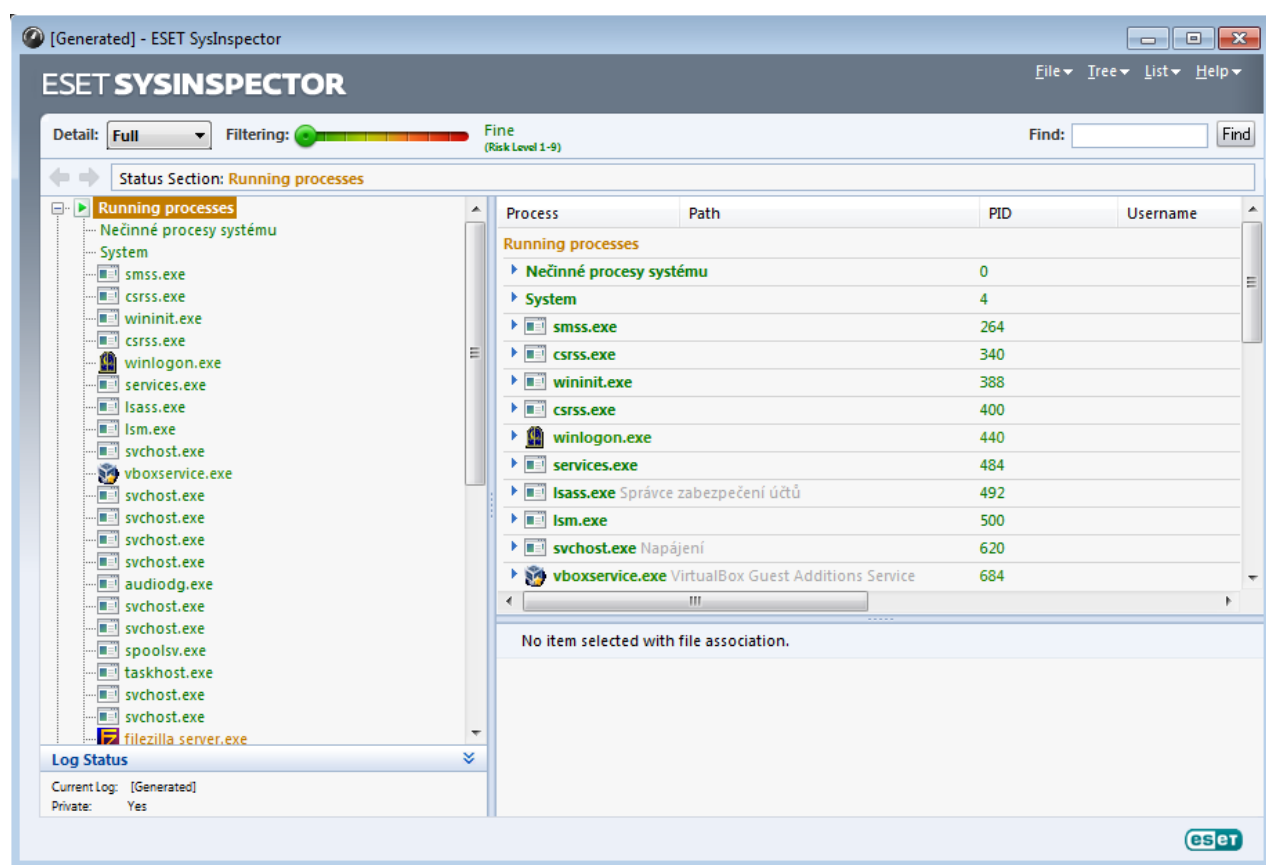 [Generated] - ESET SysInspector
ESET SYSINSPECTOR
File Tree List Help
Detail: Full Filtering: Fine
(Risk Level 1-9)
Find: Find
Status Section: Running processes
Running processes
Nečinné procesy systému
System
smss.exe
csrss.exe
wininit.exe
csrss.exe
winlogon.exe
services.exe
lsass.exe
lsm.exe
svchost.exe
vboxservice.exe
svchost.exe
svchost.exe
svchost.exe
svchost.exe
audiodg.exe
svchost.exe
svchost.exe
spoolsv.exe
taskhost.exe
svchost.exe
svchost.exe
filezilla server.exe
Log Status
Current Log: [Generated]
Private: Yes
Process Path PID Username
Running processes
Nečinné procesy systému 0
System 4
smss.exe 264
csrss.exe 340
wininit.exe 388
csrss.exe 400
winlogon.exe 440
services.exe 484
lsass.exe Správce zabezpečení účtů 492
lsm.exe 500
svchost.exe Napájení 620
vboxservice.exe VirtualBox Guest Additions Service 684
No item selected with file association.
eset